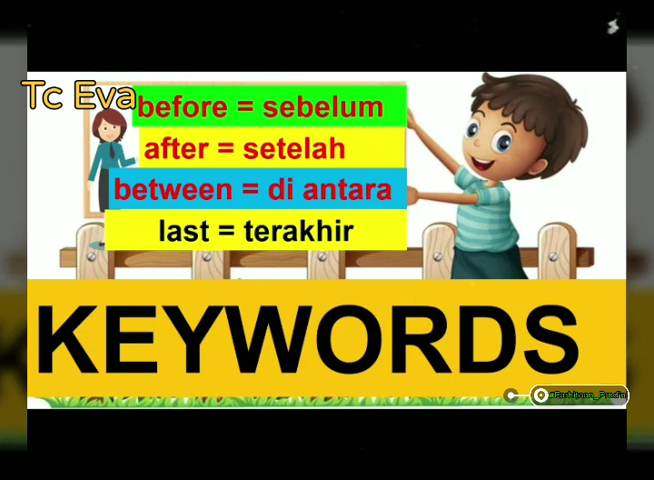 Tc Eva
before = sebelum
after = setelah
between = di antara
last = terakhir
KEYWORDS